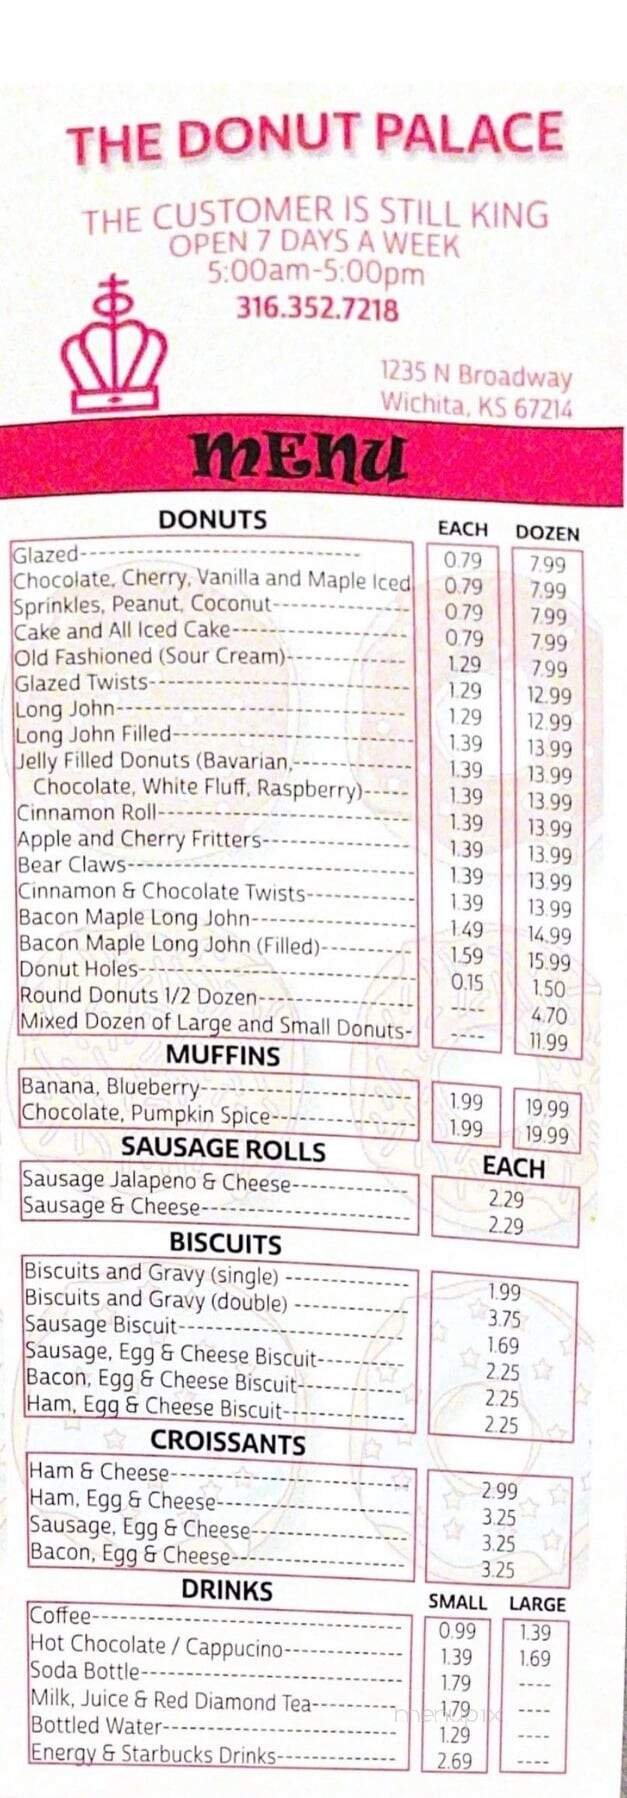 THE DONUT PALACE
THE CUSTOMER IS STILL KING
OPEN 7 DAYS A WEEK
5:00am-5:00pm
316.352.7218
1235 N Broadway
Wichita, KS 67214
MENU
DONUTS EACH DOZEN
Glazed 0.79 7.99
Chocolate, Cherry, Vanilla and Maple Iced 0.79 7.99
Sprinkles, Peanut, Coconut 0.79 7.99
Cake and All Iced Cake 0.79 7.99
Old Fashioned (Sour Cream) 1.29 7.99
Glazed Twists 1.29 12.99
Long John 1.29 12.99
Long John Filled 1.39 13.99
Jelly Filled Donuts (Bavarian, 1.39 13.99
Chocolate, White Fluff, Raspberry) 1.39 13.99
Cinnamon Roll 1.39 13.99
Apple and Cherry Fritters 1.39 13.99
Bear Claws 1.39 13.99
Cinnamon & Chocolate Twists 1.39 13.99
Bacon Maple Long John 1.49 14.99
Bacon Maple Long John (Filled) 1.59 15.99
Donut Holes 0.15 1.50
Round Donuts 1/2 Dozen ---- 4.70
Mixed Dozen of Large and Small Donuts ---- 11.99
MUFFINS
Banana, Blueberry 1.99 19.99
Chocolate, Pumpkin Spice 1.99 19.99
SAUSAGE ROLLS EACH
Sausage Jalapeno & Cheese 2.29
Sausage & Cheese 2.29
BISCUITS
Biscuits and Gravy (single) 1.99
Biscuits and Gravy (double) 3.75
Sausage Biscuit 1.69
Sausage, Egg & Cheese Biscuit 2.25
Bacon, Egg & Cheese Biscuit 2.25
Ham, Egg & Cheese Biscuit 2.25
CROISSANTS
Ham & Cheese 2.99
Ham, Egg & Cheese 3.25
Sausage, Egg & Cheese 3.25
Bacon, Egg & Cheese 3.25
DRINKS SMALL LARGE
Coffee 0.99 1.39
Hot Chocolate / Cappucino 1.39 1.69
Soda Bottle 1.79 ----
Milk, Juice & Red Diamond Tea 1.79 ----
menupix
Bottled Water 1.29 ----
Energy & Starbucks Drinks 2.69 ----